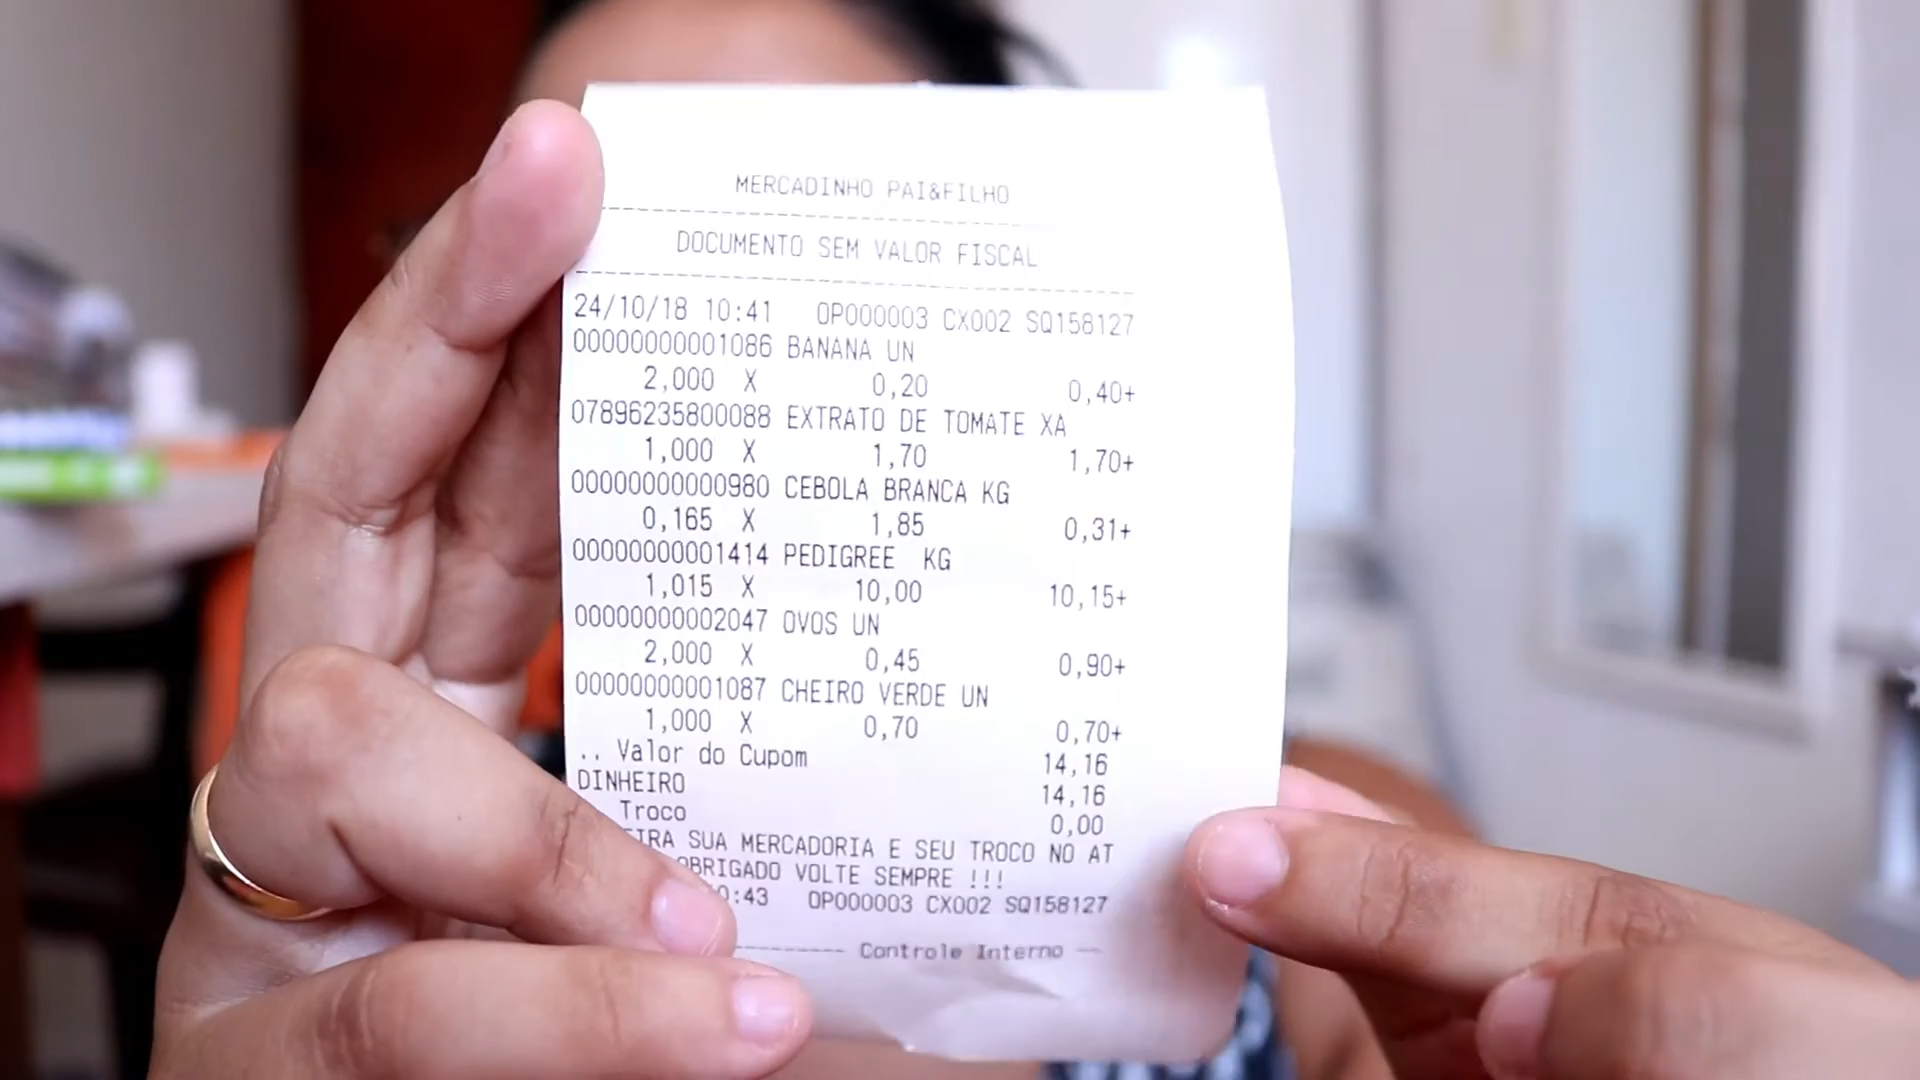 MERCADINHO PAI&FILHO
DOCUMENTO SEM VALOR FISCAL
24/10/18 10:41 OP000003 CX002 SQ158127
00000000001086 BANANA UN
2,000 X 0,20 0,40+
07896235800088 EXTRATO DE TOMATE XA
1,000 X 1,70 1,70+
00000000000980 CEBOLA BRANCA KG
0,165 X 1,85 0,31+
00000000001414 PEDIGREE KG
1,015 X 10,00 10,15+
00000000002047 OVOS UN
2,000 X 0,45 0,90+
00000000001087 CHEIRO VERDE UN
1,000 X 0,70 0,70+
.. Valor do Cupom 14,16
DINHEIRO 14,16
Troco 0,00
SUA MERCADORIA E SEU TROCO NO AT
OBRIGADO VOLTE SEMPRE !!!
:43 OP000003 CX002 SQ158127
Controle Interno